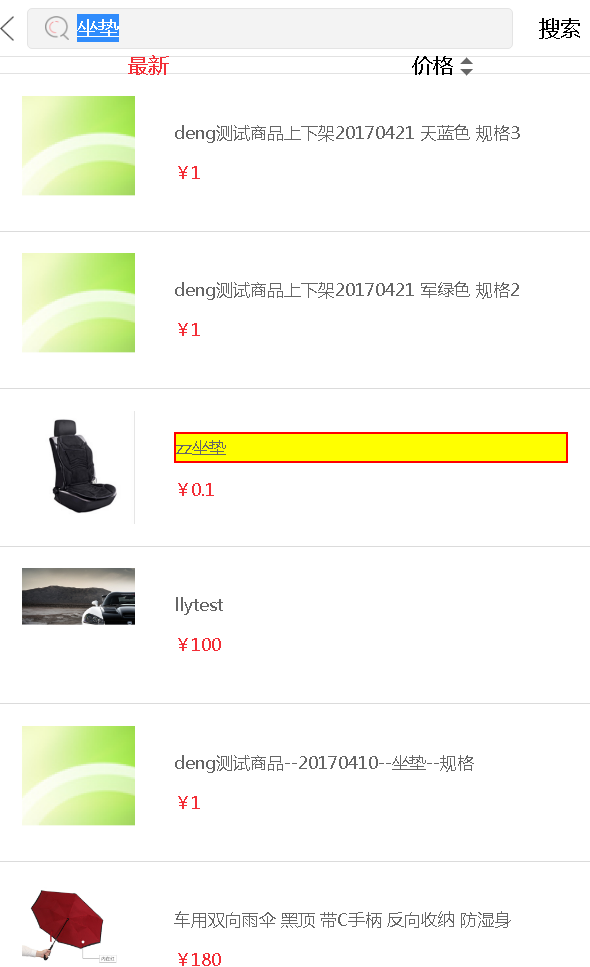 坐垫 搜索
最新 价格
deng测试商品上下架20170421 天蓝色 规格3
￥1
deng测试商品上下架20170421 军绿色 规格2
￥1
zz坐垫
￥0.1
llytest
￥100
deng测试商品--20170410--坐垫--规格
￥1
车用双向雨伞 黑顶 带C手柄 反向收纳 防湿身
￥180